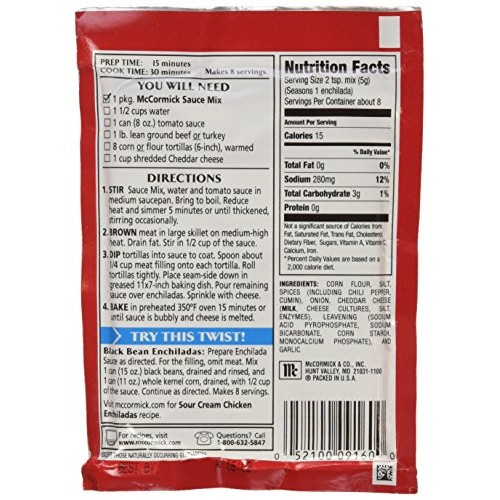 PREP TIME: 15 minutes
COOK TIME: 30 minutes Makes 8 servings.
YOU WILL NEED
1 pkg. McCormick Sauce Mix
1 1/2 cups water
1 can (8 oz.) tomato sauce
1 lb. lean ground beef or turkey
8 corn or flour tortillas (6-inch), warmed
1 cup shredded Cheddar cheese
DIRECTIONS
1. STIR Sauce Mix, water and tomato sauce in
medium saucepan. Bring to boil. Reduce
heat and simmer 5 minutes or until thickened,
stirring occasionally.
2. BROWN meat in large skillet on medium-high
heat. Drain fat. Stir in 1/2 cup of the sauce.
3. DIP tortillas into sauce to coat. Spoon about
1/4 cup meat filling onto each tortilla. Roll
tortillas tightly. Place seam-down in
greased 11x7-inch baking dish. Pour remaining
sauce over enchiladas. Sprinkle with cheese.
4. BAKE in preheated 350°F oven 15 minutes or
until sauce is bubbly and cheese is melted.
TRY THIS TWIST!
Black Bean Enchiladas: Prepare Enchilada
Sauce as directed. For the filling, omit meat. Mix
1 can (15 oz.) black beans, drained and rinsed, and
1 can (11 oz.) whole kernel corn, drained, with 1/2 cup
of the sauce. Continue as directed. Makes 8 servings.
Visit mccormick.com for Sour Cream Chicken
Enchiladas recipe.
For recipes, visit
www.mccormick.com
Questions? Call
1-800-632-5847
Nutrition Facts
Serving Size 2 tsp. mix (5g)
(Seasons 1 enchilada)
Servings Per Container about 8
Amount Per Serving
Calories 15
% Daily Value*
Total Fat 0g 0%
Sodium 280mg 12%
Total Carbohydrate 3g 1%
Protein 0g
Not a significant source of Calories from
Fat, Saturated Fat, Trans Fat, Cholesterol,
Dietary Fiber, Sugars, Vitamin A, Vitamin C,
Calcium, Iron.
*Percent Daily Values are based on a
2,000 calorie diet.
INGREDIENTS: CORN FLOUR, SALT,
SPICES (INCLUDING CHILI PEPPER,
CUMIN), ONION, CHEDDAR CHEESE
(MILK, CHEESE CULTURES, SALT,
ENZYMES), LEAVENING (SODIUM
ACID PYROPHOSPHATE, SODIUM
BICARBONATE, CORN STARCH,
MONOCALCIUM PHOSPHATE), AND
GARLIC.
Mc
McCORMICK & CO., INC.
HUNT VALLEY, MD 21031-1100
® PACKED IN U.S.A.
0 52100 09160 0
THOSE NATURALLY OCCURRING
BEST BY